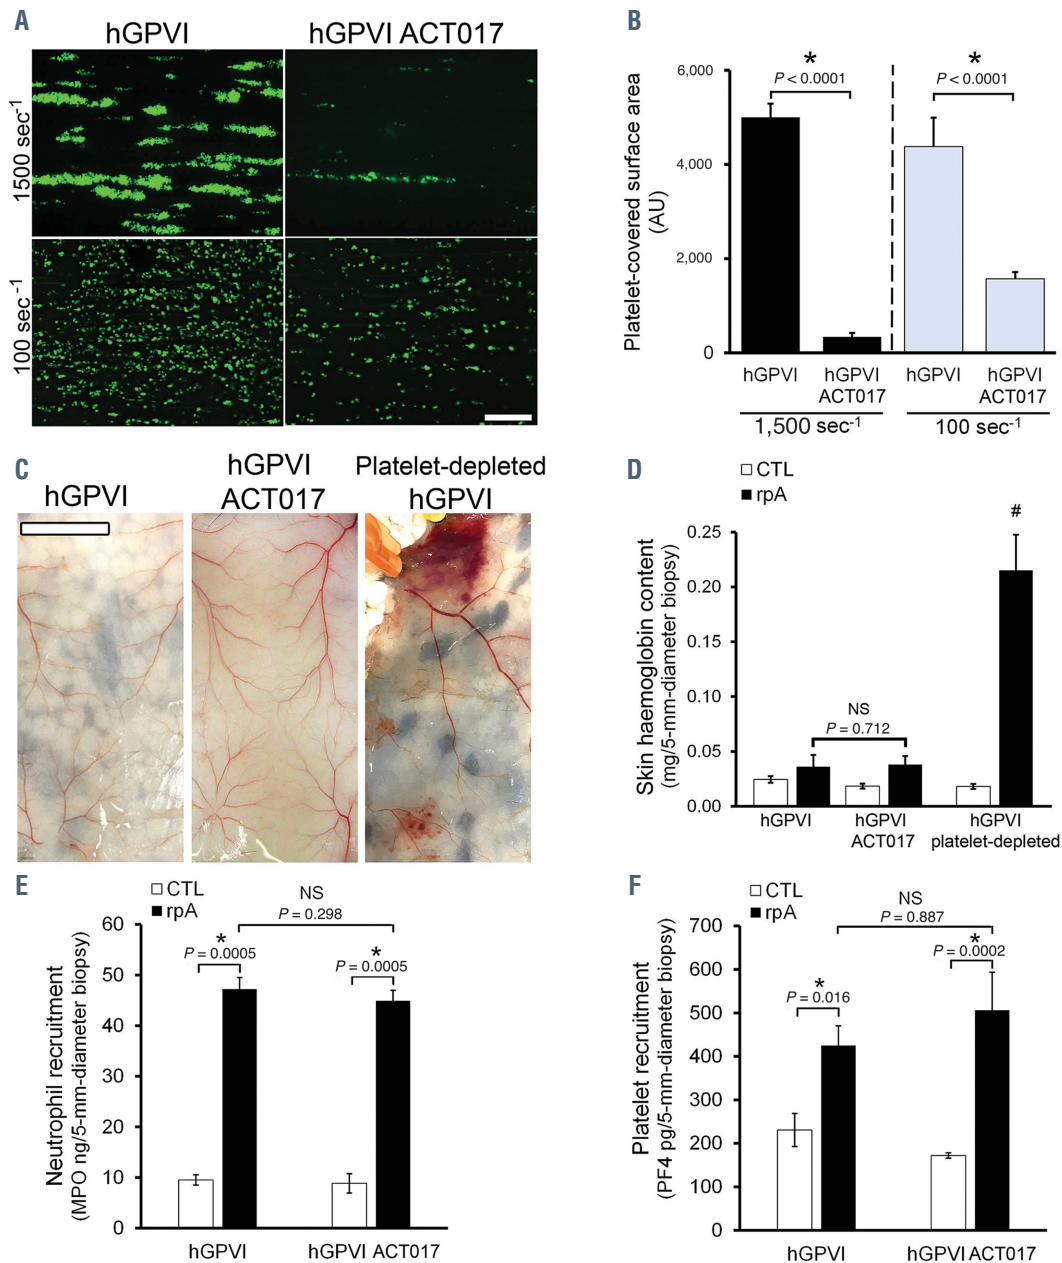 A
hGPVI
hGPVI ACT017
1500 sec-1
100 sec-1
B
Platelet-covered surface area
(AU)
6,000
4,000
2,000
0
*
P < 0.0001
*
P < 0.0001
hGPVI
hGPVI
ACT017
hGPVI
hGPVI
ACT017
1,500 sec-1
100 sec-1
C
hGPVI
hGPVI
ACT017
Platelet-depleted
hGPVI
D
CTL
rpA
Skin haemoglobin content
(mg/5-mm-diameter biopsy)
0.25
0.20
0.15
0.10
0.05
0.00
NS
P = 0.712
#
hGPVI
hGPVI
ACT017
hGPVI
platelet-depleted
E
CTL
rpA
Neutrophil recruitment
(MPO ng/5-mm-diameter biopsy)
60
50
40
30
20
10
0
NS
P = 0.298
*
P = 0.0005
*
P = 0.0005
hGPVI
hGPVI ACT017
F
CTL
rpA
Platelet recruitment
(PF4 pg/5-mm-diameter biopsy)
700
600
500
400
300
200
100
0
NS
P = 0.887
*
P = 0.016
*
P = 0.0002
hGPVI
hGPVI ACT017